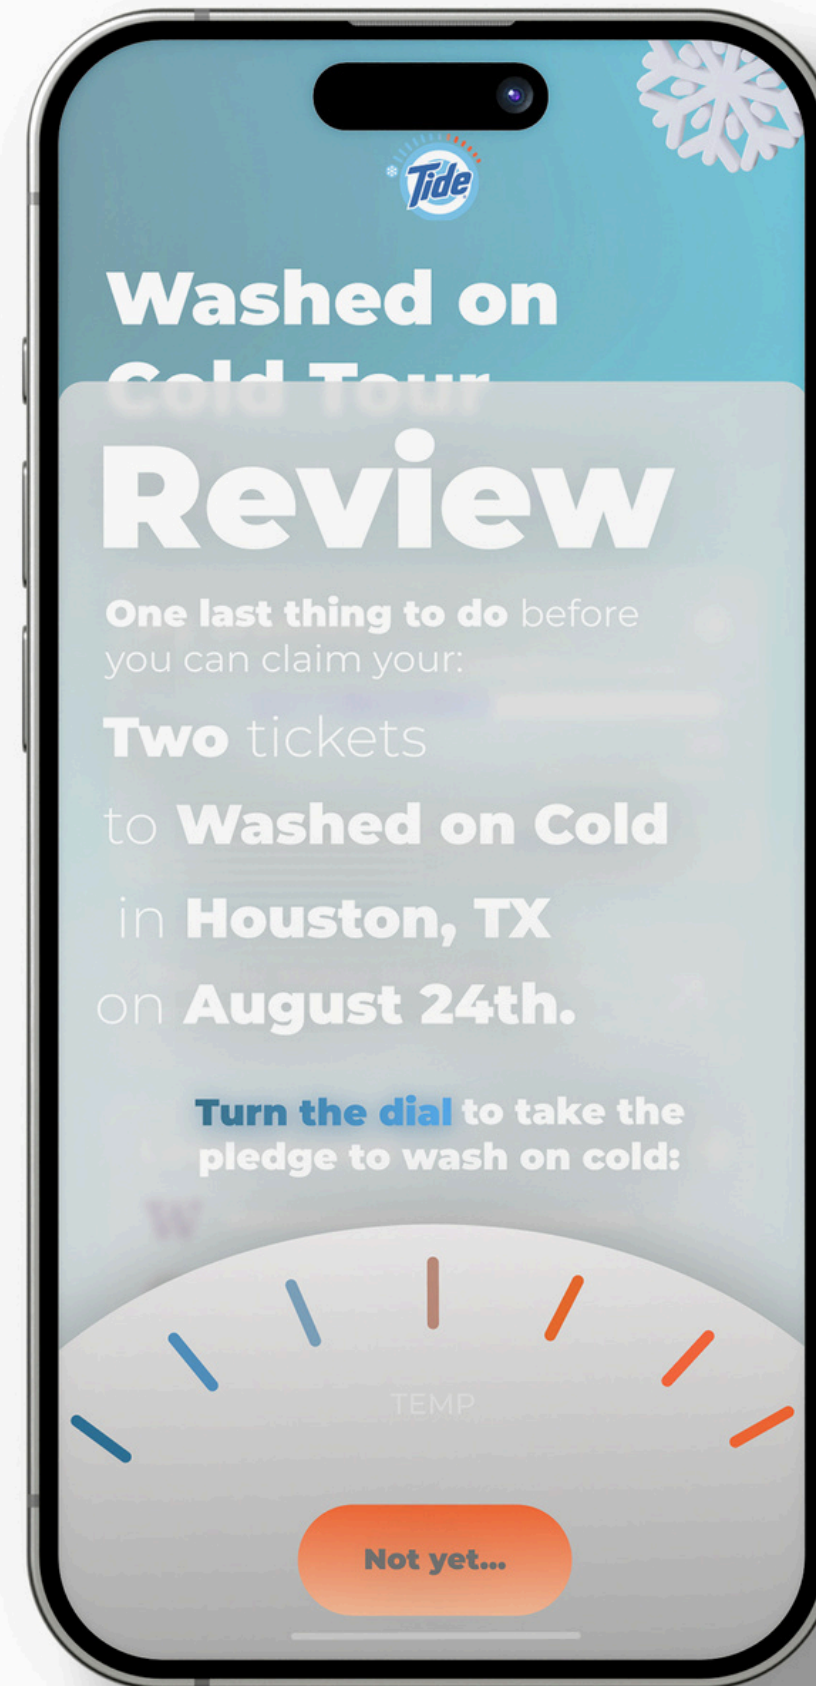 Tide
Washed on
Cold Tour
Review
One last thing to do before
you can claim your:
Two tickets
to Washed on Cold
in Houston, TX
on August 24th.
Turn the dial to take the
pledge to wash on cold:
W
TEMP
Not yet...